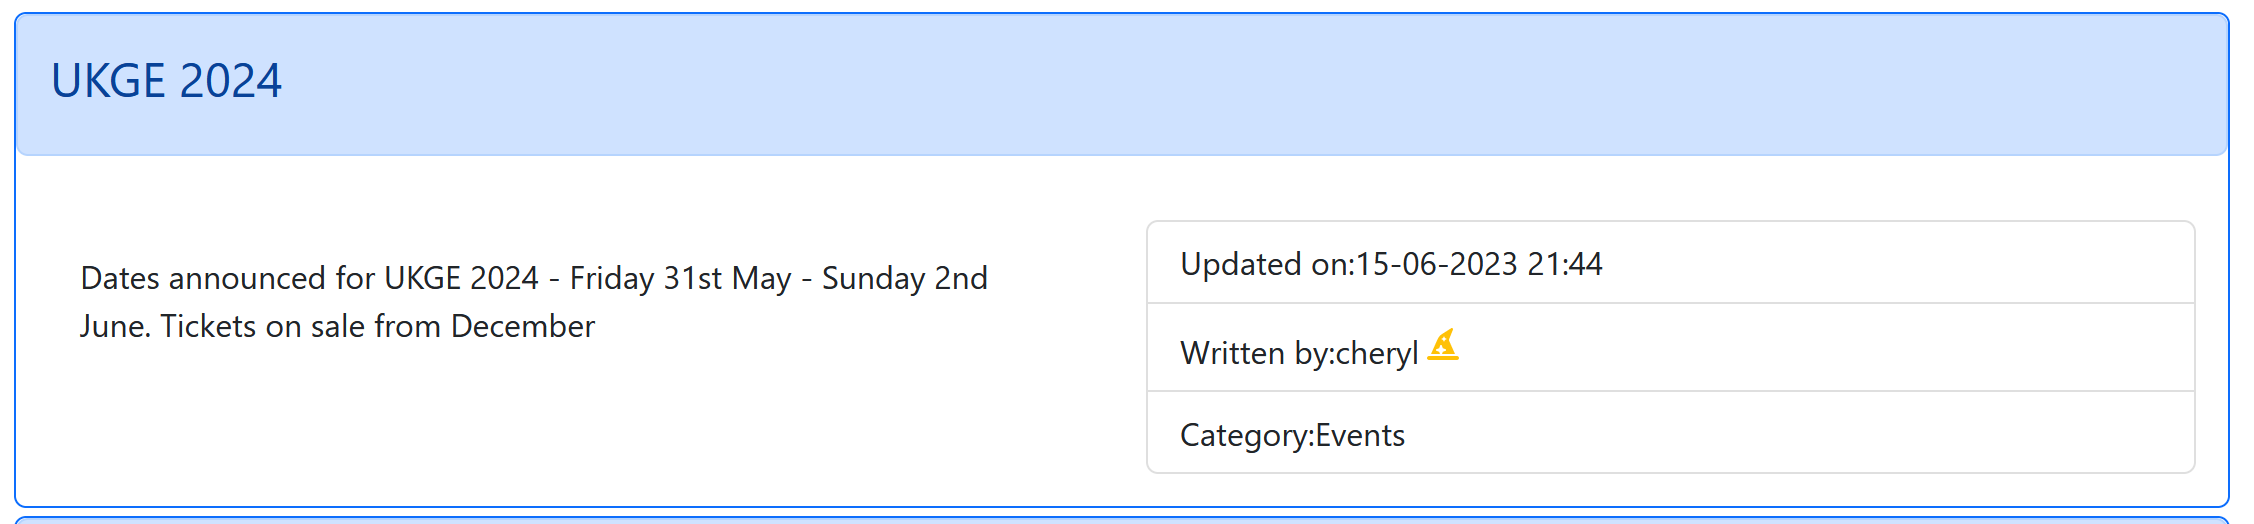 UKGE 2024
Dates announced for UKGE 2024 - Friday 31st May - Sunday 2nd
June. Tickets on sale from December
Updated on:15-06-2023 21:44
Written by:cheryl
Category:Events